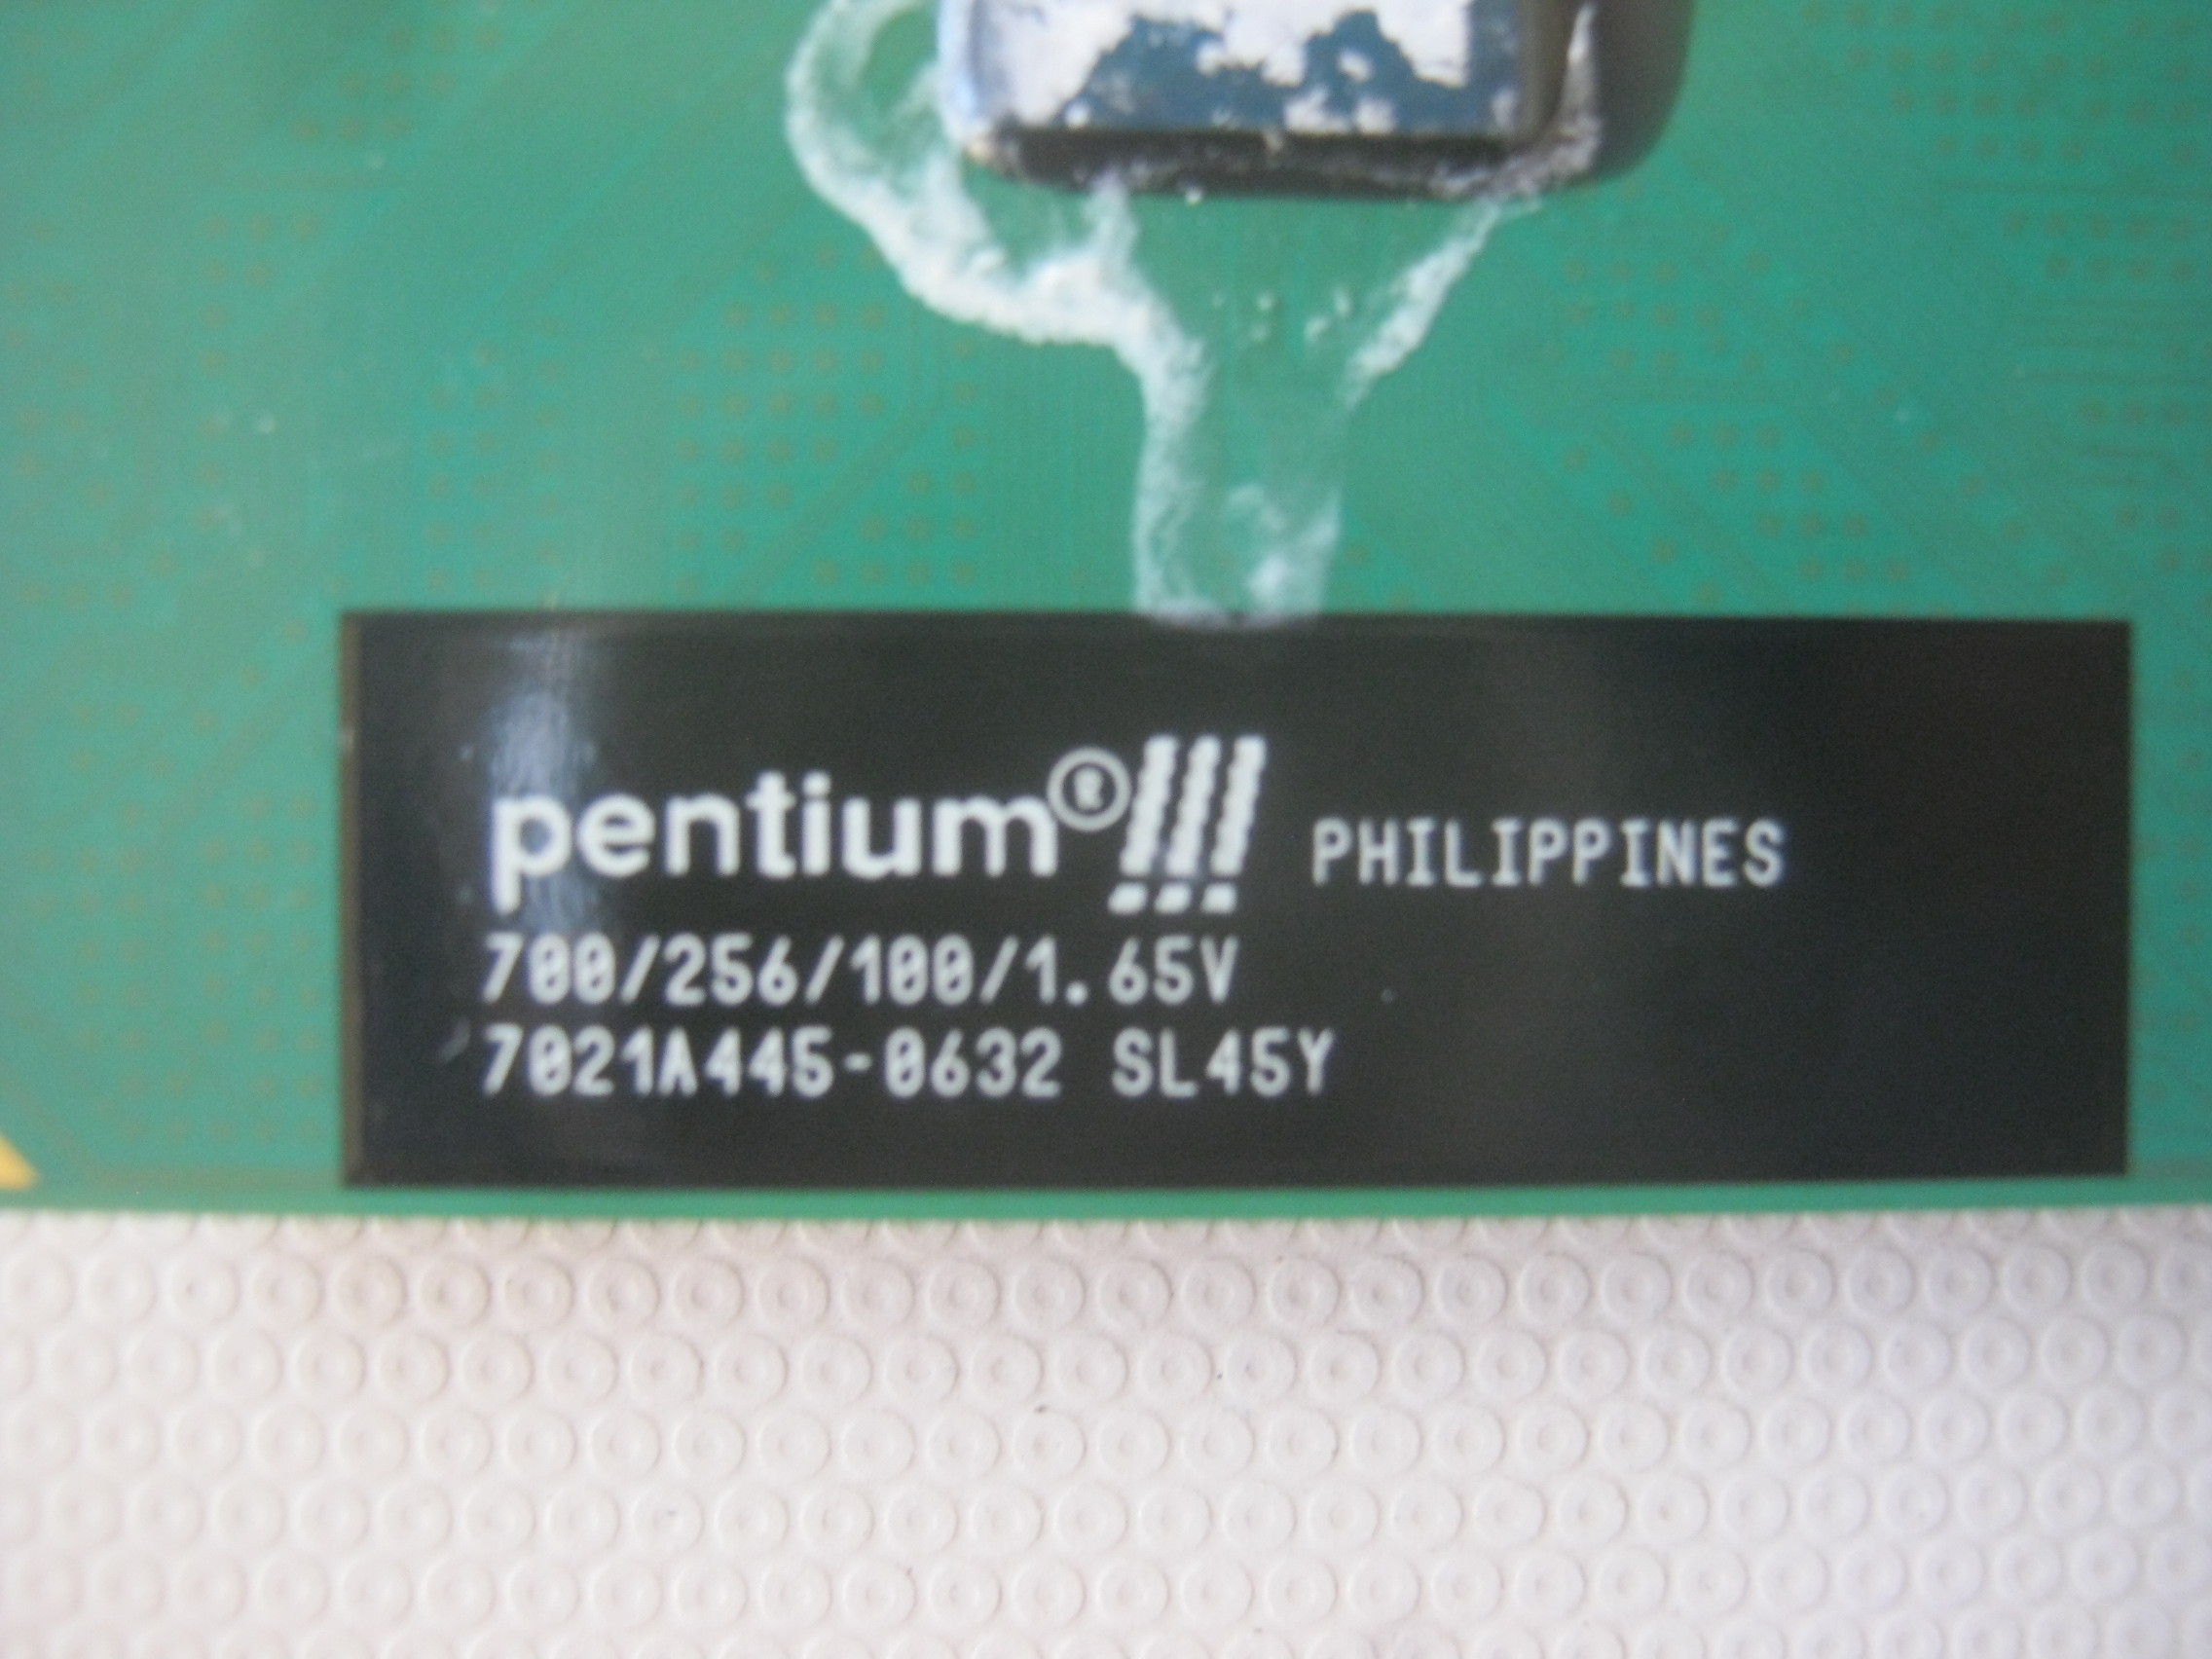 pentium®!!! PHILIPPINES
700/256/100/1.65V
7021A445-0632 SL45Y